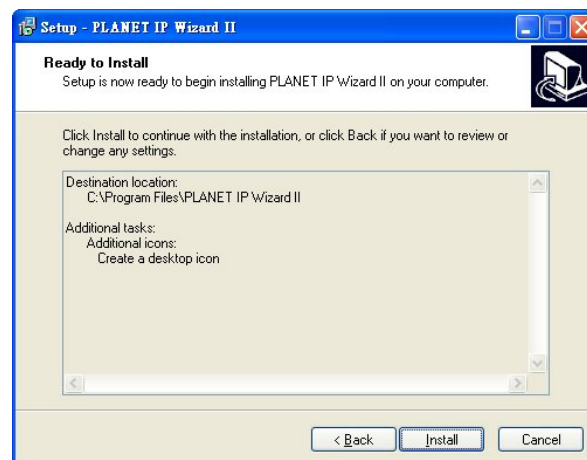 Setup - PLANET IP Wizard II
Ready to Install
Setup is now ready to begin installing PLANET IP Wizard II on your computer.
Click Install to continue with the installation, or click Back if you want to review or
change any settings.
Destination location:
C:\Program Files\PLANET IP Wizard II
Additional tasks:
Additional icons:
Create a desktop icon
< Back
Install
Cancel